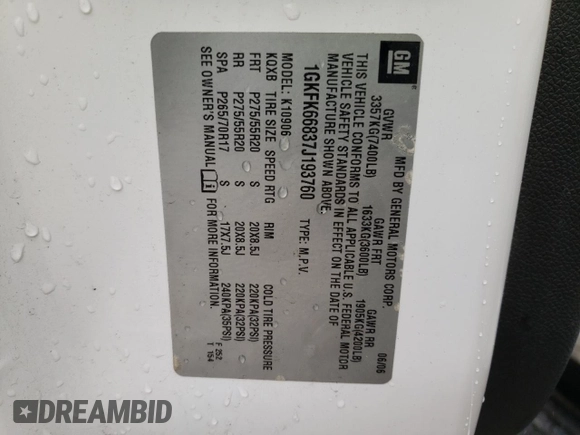 GM
MFD BY GENERAL MOTORS CORP. 06/06
GVWR GAWR FRT GAWR RR
3357KG(7400LB) 1633KG(3600LB) 1905KG(4200LB)
THIS VEHICLE CONFORMS TO ALL APPLICABLE U.S. FEDERAL MOTOR
VEHICLE SAFETY STANDARDS IN EFFECT ON THE DATE OF
MANUFACTURE SHOWN ABOVE.
1GKFK66837J193760 TYPE: M.P.V.
MODEL: K10906
KQXB TIRE SIZE SPEED RTG RIM COLD TIRE PRESSURE
FRT P275/55R20 S 20X8.5J 220KPA(32PSI)
RR P275/55R20 S 20X8.5J 220KPA(32PSI)
SPA P265/70R17 S 17X7.5J 240KPA(35PSI)
SEE OWNER'S MANUAL FOR MORE INFORMATION.
F 252
T 154
DREAMBID